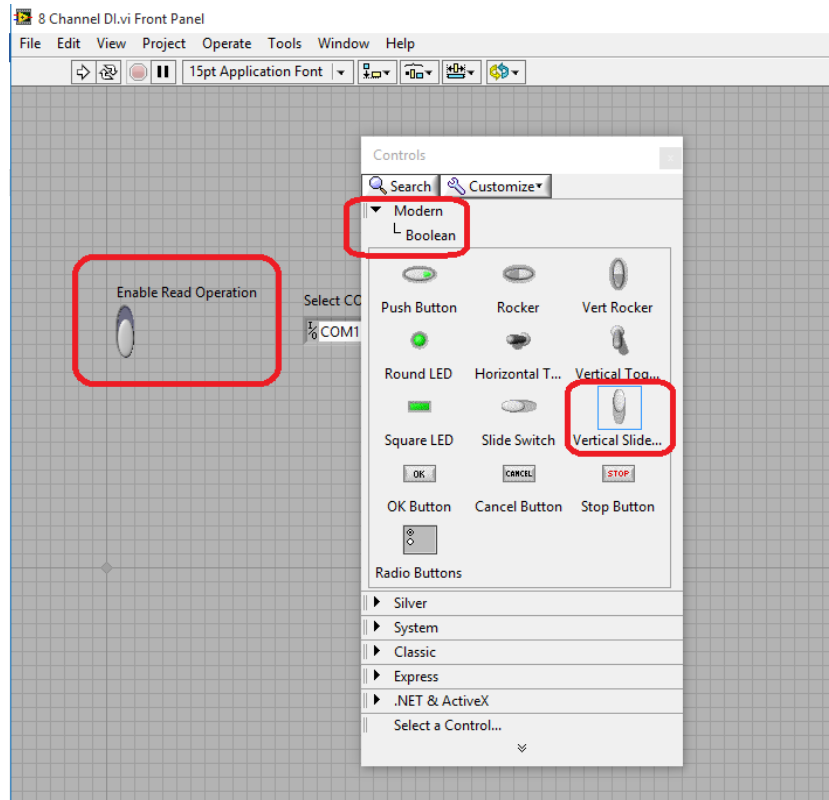 8 Channel DI.vi Front Panel
File Edit View Project Operate Tools Window Help
15pt Application Font
Controls
Search Customize
Modern
Boolean
Enable Read Operation
Select CO
COM1
Push Button Rocker Vert Rocker
Round LED Horizontal T... Vertical Tog...
Square LED Slide Switch Vertical Slide...
OK CANCEL STOP
OK Button Cancel Button Stop Button
Radio Buttons
Silver
System
Classic
Express
.NET & ActiveX
Select a Control...